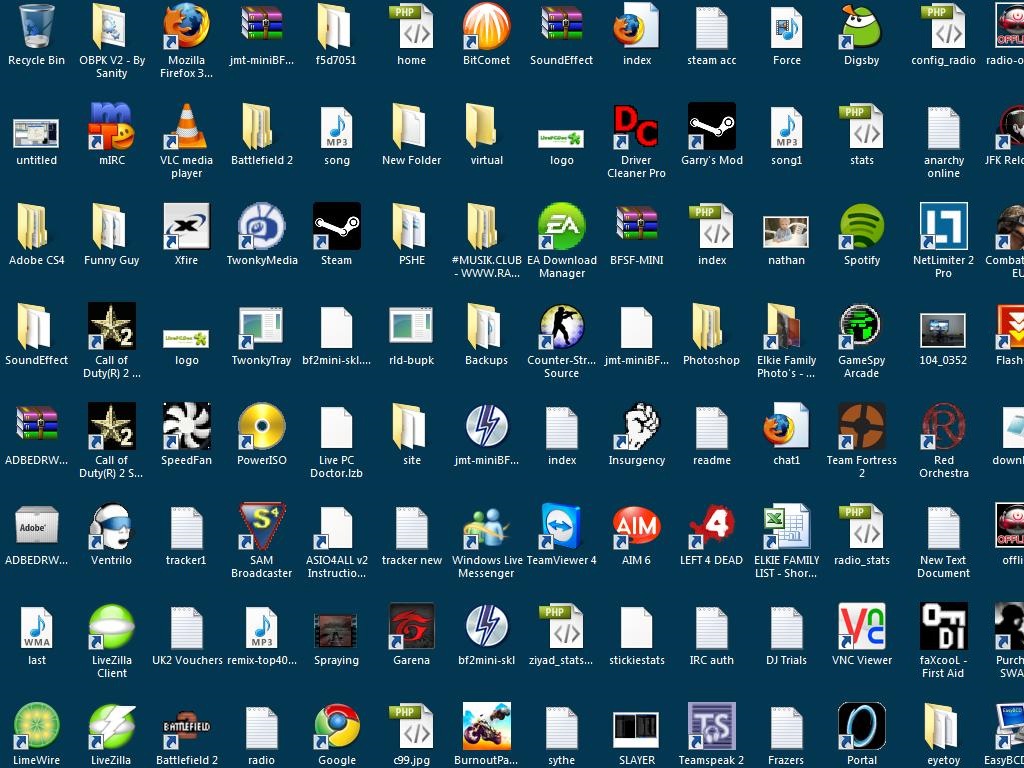 Recycle Bin
OBPK V2 - By
Sanity
Mozilla
Firefox 3...
jmt-miniBF...
f5d7051
PHP
home
BitComet
SoundEffect
index
steam acc
Force
Digsby
PHP
config_radio
OFFLI
radio-o
untitled
mIRC
VLC media
player
Battlefield 2
MP3
song
New Folder
virtual
LivePCDoc
logo
DC
Driver
Cleaner Pro
Garry's Mod
MP3
song1
PHP
stats
anarchy
online
JFK Relo
Adobe CS4
Funny Guy
Xfire
TwonkyMedia
Steam
PSHE
#MUSIK.CLUB
- WWW.RA...
EA
EA Download
Manager
BFSF-MINI
PHP
index
nathan
Spotify
NetLimiter 2
Pro
Combat
EU
SoundEffect
2
Call of
Duty(R) 2 ...
LivePCDoc
logo
TwonkyTray
bf2mini-skl....
rld-bupk
Backups
Counter-Str...
Source
jmt-miniBF...
Photoshop
Elkie Family
Photo's - ...
GameSpy
Arcade
104_0352
Flash
ADBEDRW...
2
Call of
Duty(R) 2 S...
SpeedFan
PowerISO
Live PC
Doctor.lzb
site
jmt-miniBF...
index
Insurgency
readme
chat1
Team Fortress
2
R
Red
Orchestra
downl
Adobe
ADBEDRW...
Ventrilo
tracker1
S4
SAM
Broadcaster
ASIO4ALL v2
Instructio...
tracker new
Windows Live
Messenger
TeamViewer 4
AIM
AIM 6
4
LEFT 4 DEAD
ELKIE FAMILY
LIST - Shor...
PHP
radio_stats
New Text
Document
OFFLI
offli
WMA
last
LiveZilla
Client
UK2 Vouchers
MP3
remix-top40...
Spraying
Garena
bf2mini-skl
PHP
ziyad_stats...
stickiestats
IRC auth
DJ Trials
VNC
VNC Viewer
OFDI
faXcooL -
First Aid
Purch
SWA
LimeWire
LiveZilla
BATTLEFIELD
2
Battlefield 2
radio
Google
PHP
c99.jpg
BurnoutPa...
sythe
SLAYER
TS
Teamspeak 2
Frazers
Portal
eyetoy
EasyBCD
EasyBCD